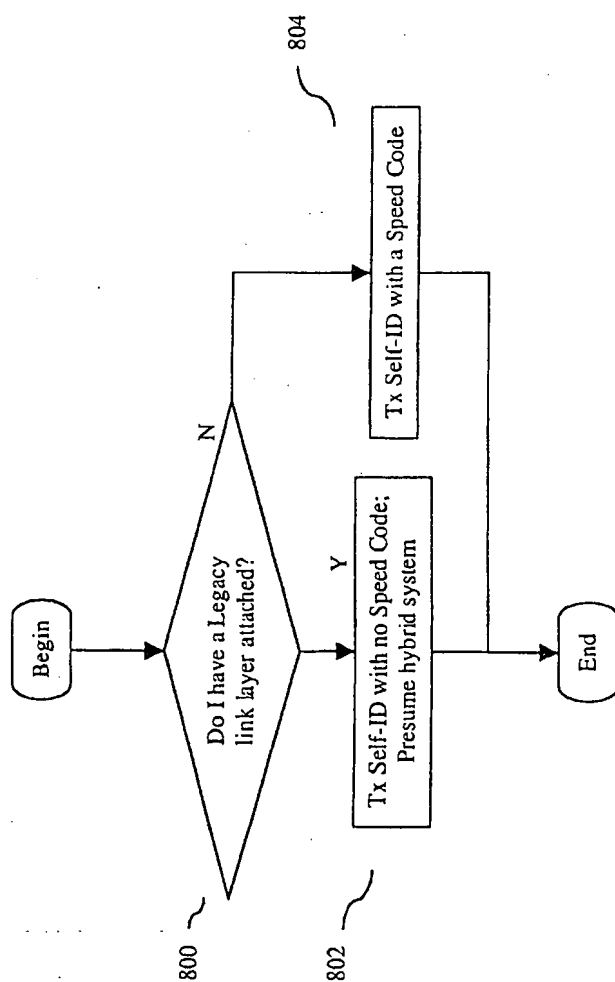 Begin
800
Do I have a Legacy
link layer attached?
N
804
802
Y
Tx Self-ID with no Speed Code;
Presume hybrid system
Tx Self-ID with a Speed Code
End